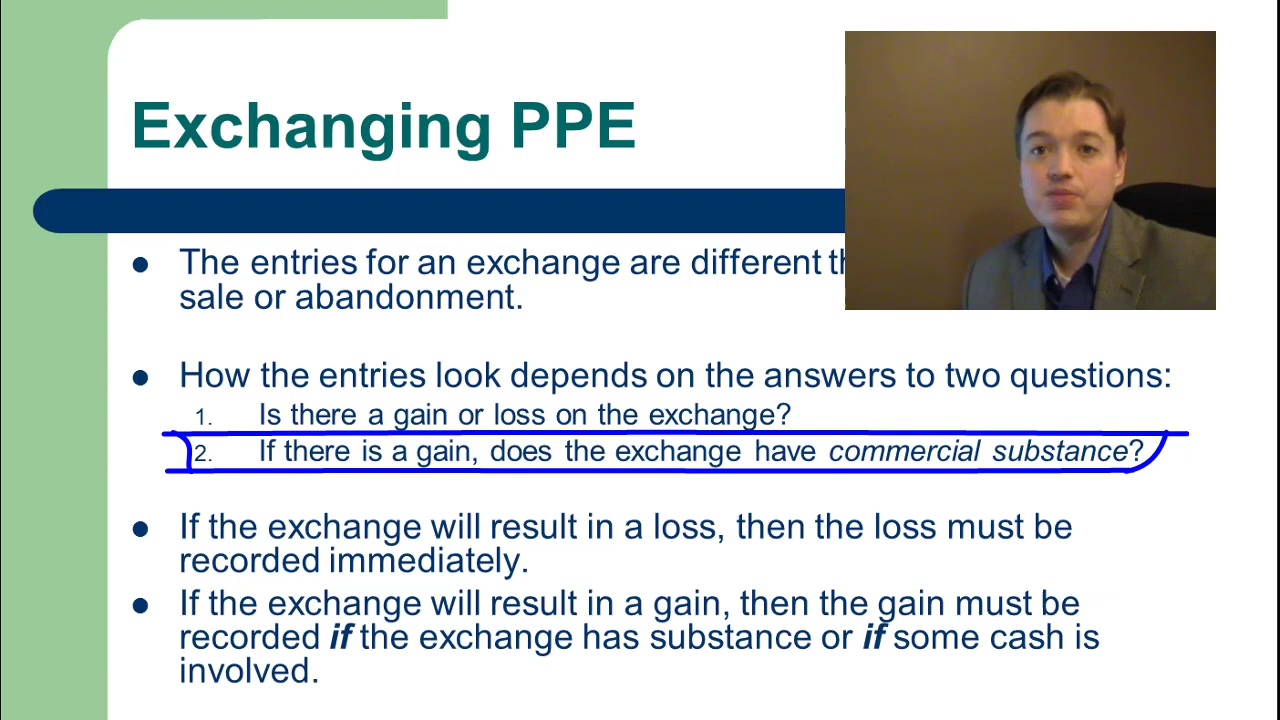 Exchanging PPE
• The entries for an exchange are different
sale or abandonment.
• How the entries look depends on the answers to two questions:
1. Is there a gain or loss on the exchange?
2. If there is a gain, does the exchange have commercial substance?
• If the exchange will result in a loss, then the loss must be
recorded immediately.
• If the exchange will result in a gain, then the gain must be
recorded if the exchange has substance or if some cash is
involved.